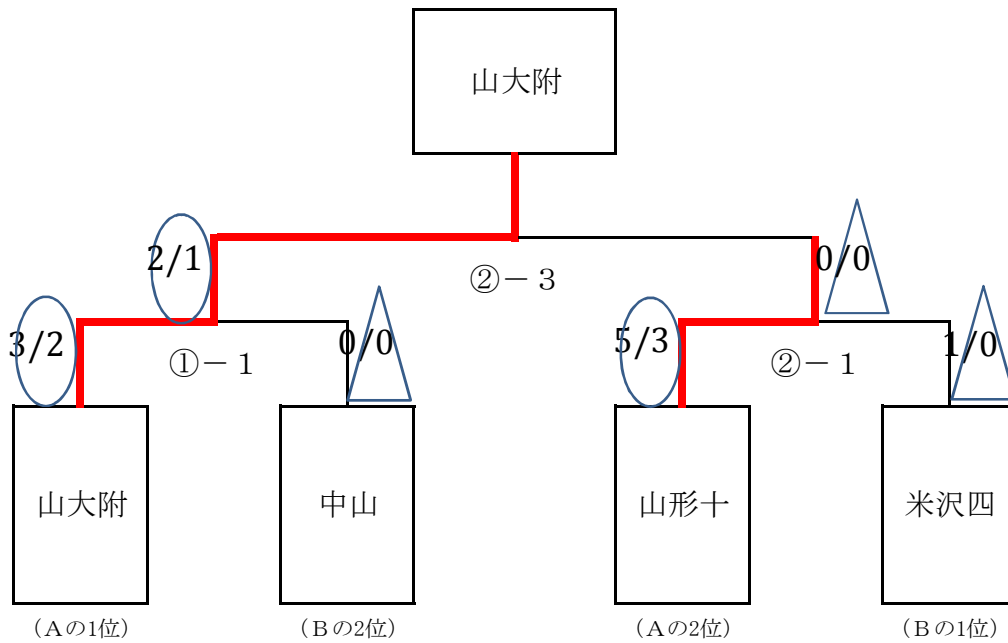 山大附
2/1
0/0
②－３
3/2
0/0
5/3
1/0
①－１
②－１
山大附
中山
山形十
米沢四
（Ａの1位）
（Ｂの2位）
（Ａの2位）
（Ｂの1位）